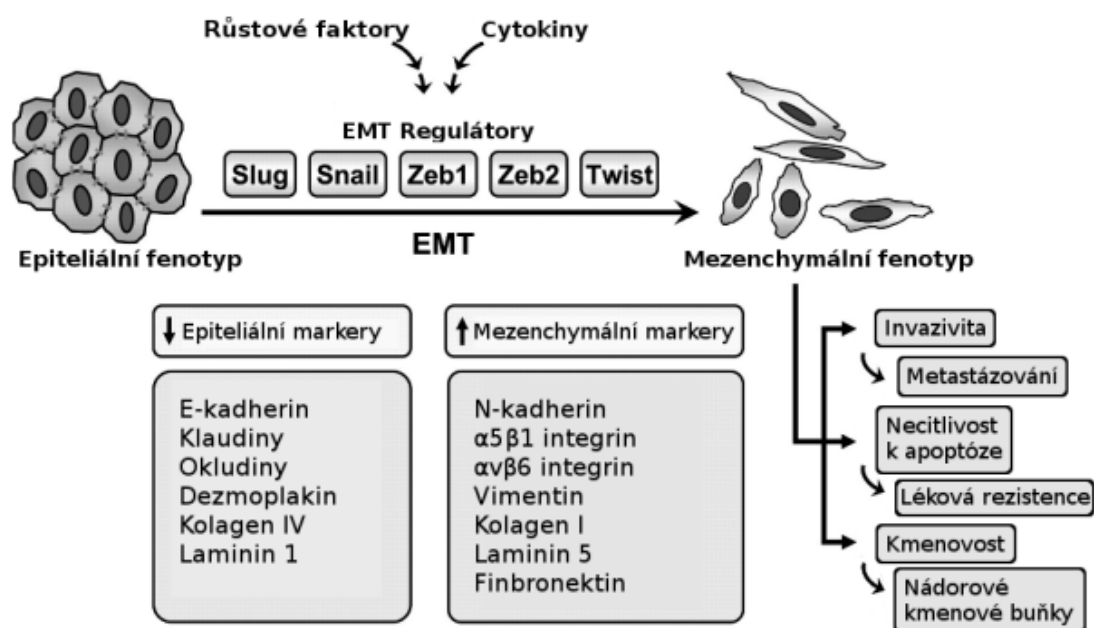 Růstové faktory
Cytokiny
EMT Regulátory
Slug
Snail
Zeb1
Zeb2
Twist
EMT
Epiteliální fenotyp
Mezenchymální fenotyp
Epiteliální markery
E-kadherin
Klaudiny
Okludiny
Dezmoplakin
Kolagen IV
Laminin 1
Mezenchymální markery
N-kadherin
α5β1 integrin
αvβ6 integrin
Vimentin
Kolagen I
Laminin 5
Finbronektin
Invazivita
Metastázování
Necitlivost
k apoptóze
Léková rezistence
Kmenovost
Nádorové
kmenové buňky